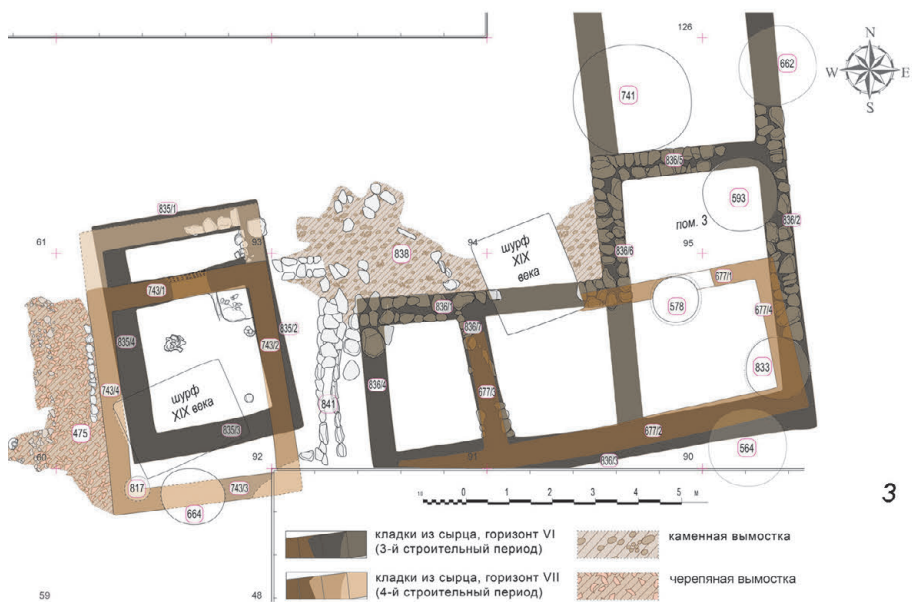 126
N
W E
S
662
741
836/5
593
836/2
пом. 3
835/1
61
93
838
94
шурф
XIX
века
836/6
95
677/1
743/1
836/1
578
677/4
835/2
836/7
835/4
743/2
833
743/4
836/4
677/3
шурф
XIX века
841
475
835/3
677/2
564
60
92
91
836/3
90
817
743/3
664
10 0 1 2 3 4 5 м
3
кладки из сырца, горизонт VI
(3-й строительный период)
каменная вымостка
кладки из сырца, горизонт VII
(4-й строительный период)
черепяная вымостка
59
48